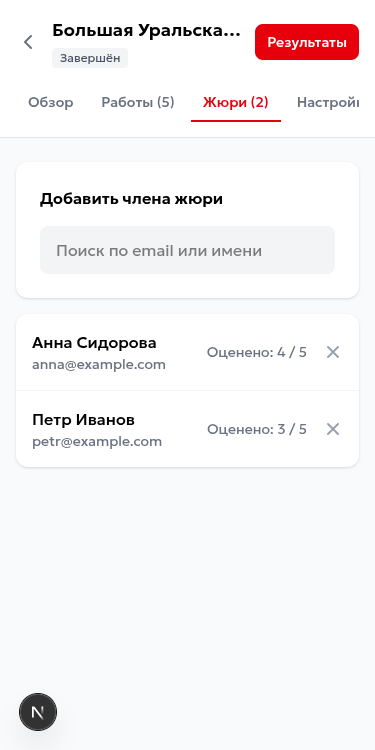 Большая Уральска...
Завершён
Результаты
Обзор
Работы (5)
Жюри (2)
Настрой
Добавить члена жюри
Поиск по email или имени
Анна Сидорова
anna@example.com
Оценено: 4 / 5
Петр Иванов
petr@example.com
Оценено: 3 / 5
N